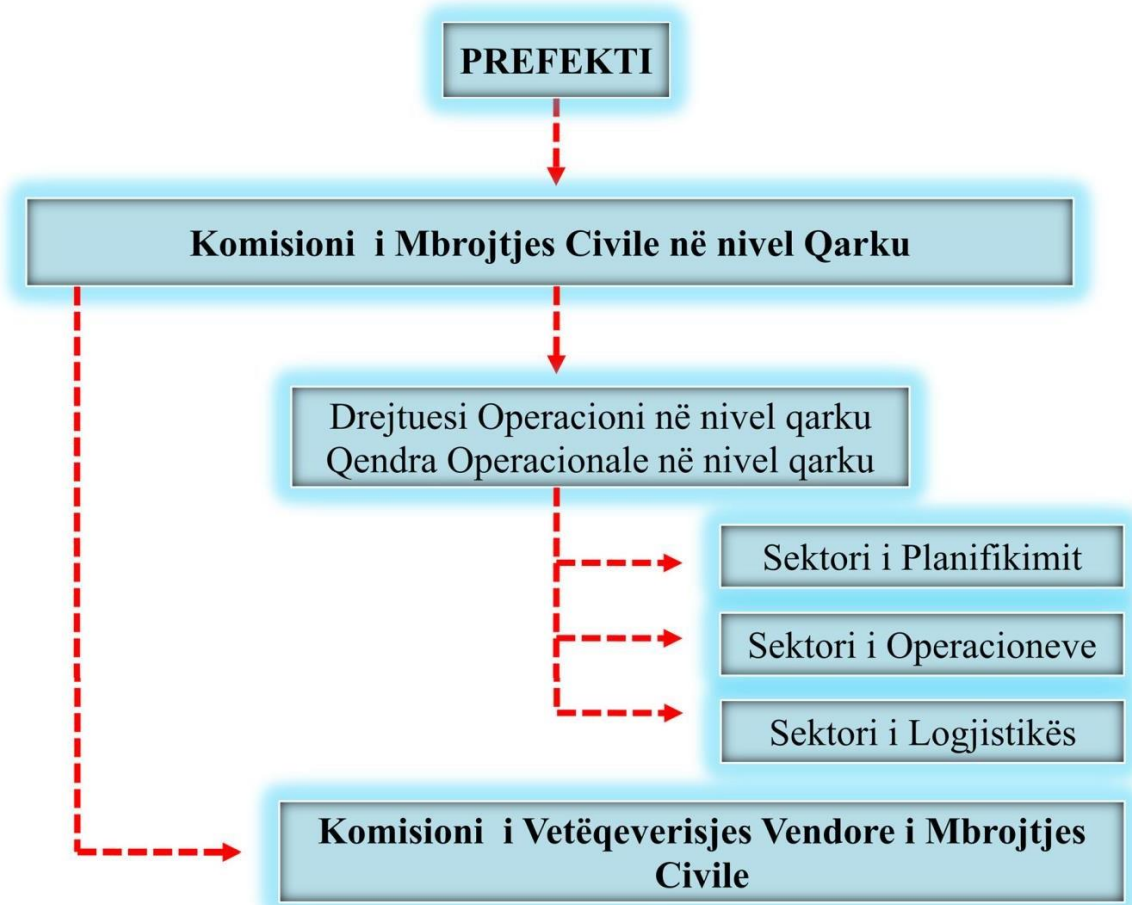 PREFEKTI
Komisioni i Mbrojtjes Civile në nivel Qarku
Drejtuesi Operacioni në nivel qarku
Qendra Operacionale në nivel qarku
Sektori i Planifikimit
Sektori i Operacioneve
Sektori i Logjistikës
Komisioni i Vetëqeverisjes Vendore i Mbrojtjes
Civile